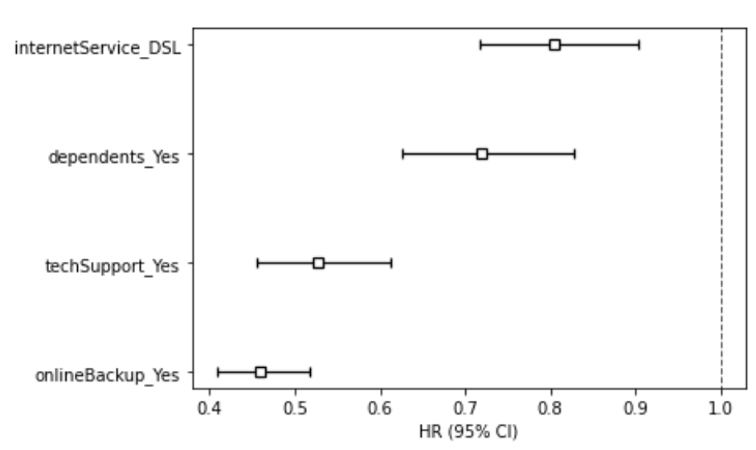 internetService_DSL
dependents_Yes
techSupport_Yes
onlineBackup_Yes
0.4 0.5 0.6 0.7 0.8 0.9 1.0
HR (95% CI)